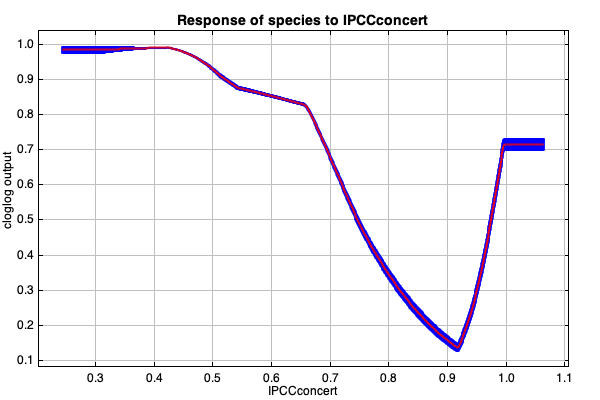 Response of species to IPCCconcert
1.0
0.9
0.8
0.7
0.6
0.5
0.4
0.3
0.2
0.1
cloglog output
0.3 0.4 0.5 0.6 0.7 0.8 0.9 1.0 1.1
IPCCconcert